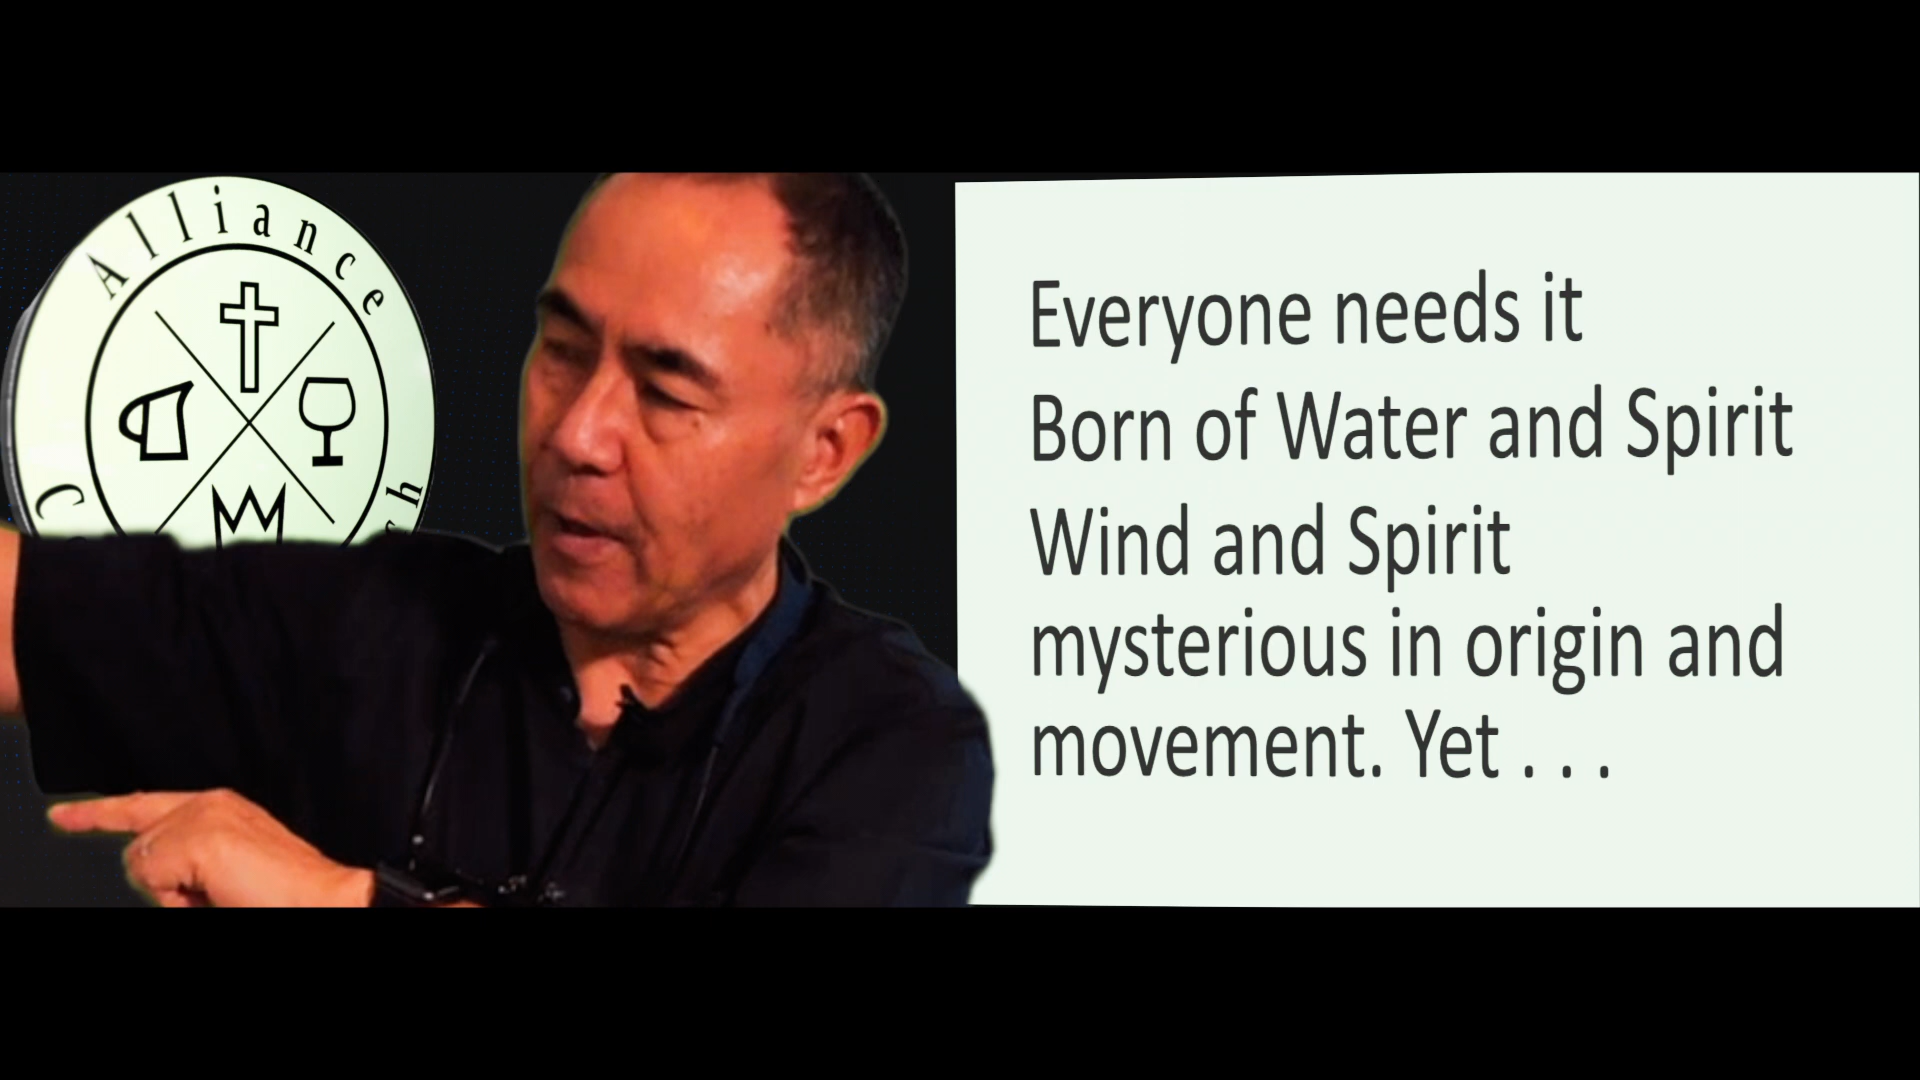 Alliance
Everyone needs it
Born of Water and Spirit
Wind and Spirit
mysterious in origin and
movement. Yet . . .